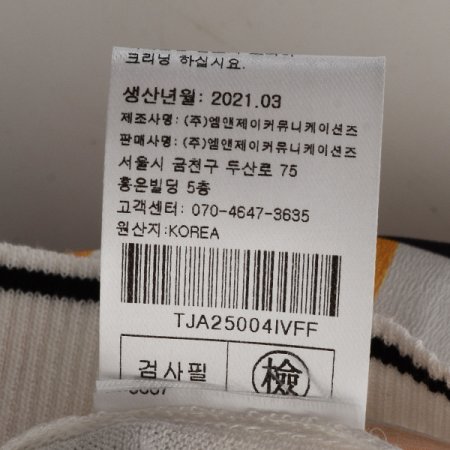 크리닝 하십시요.
생산년월: 2021.03
제조사명: (주)엠앤제이커뮤니케이션즈
판매사명: (주)엠앤제이커뮤니케이션즈
서울시 금천구 두산로 75
홍온빌딩 5층
고객센터: 070-4647-3635
원산지:KOREA
TJA25004IVFF
검사필 檢